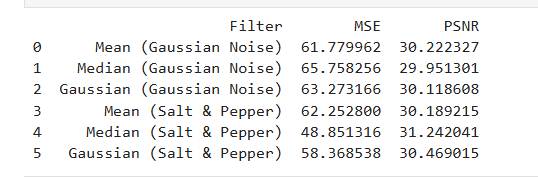 Filter MSE PSNR
0 Mean (Gaussian Noise) 61.779962 30.222327
1 Median (Gaussian Noise) 65.758256 29.951301
2 Gaussian (Gaussian Noise) 63.273166 30.118608
3 Mean (Salt & Pepper) 62.252800 30.189215
4 Median (Salt & Pepper) 48.851316 31.242041
5 Gaussian (Salt & Pepper) 58.368538 30.469015